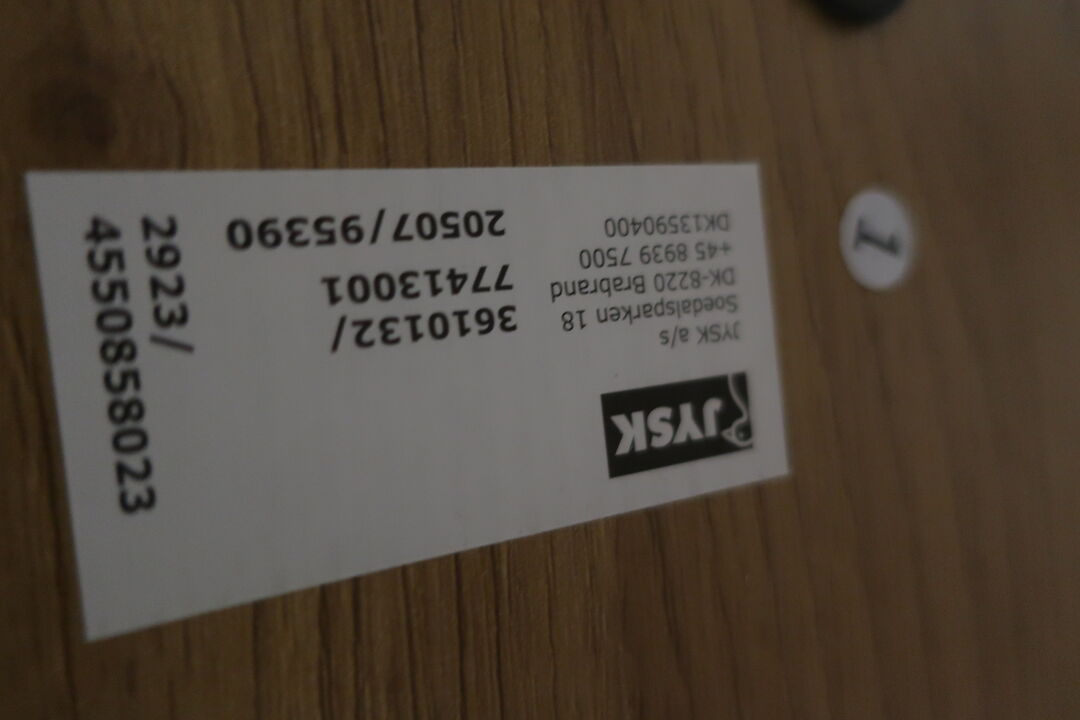 JYSK
JYSK a/s
Soedalsparken 18
DK-8220 Brabrand
+45 8939 7500
DK13590400
3610132/
77413001
20507/95390
2923/
4550858023
1